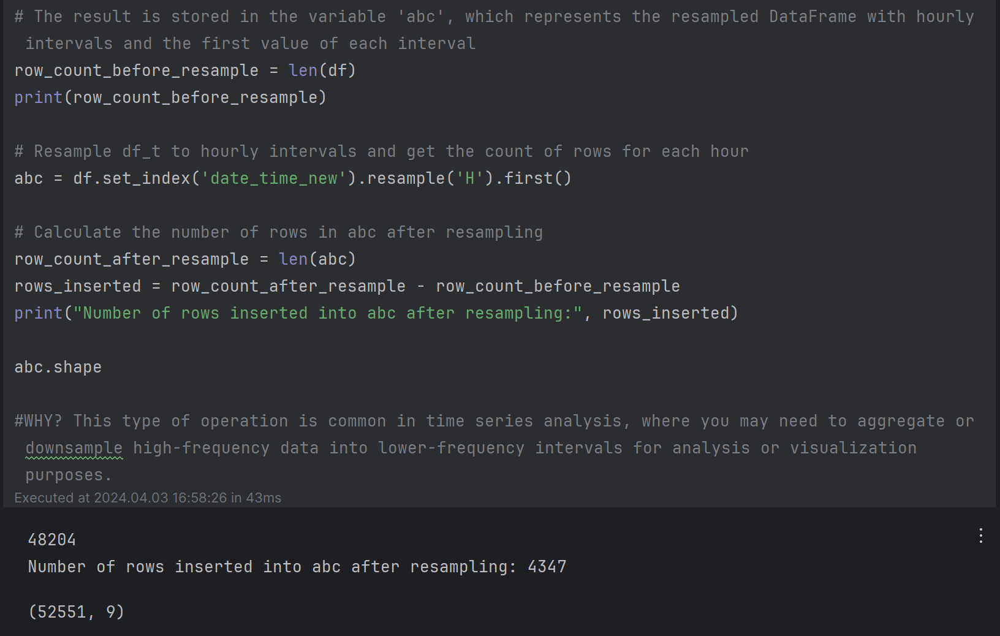 # The result is stored in the variable 'abc', which represents the resampled DataFrame with hourly
intervals and the first value of each interval
row_count_before_resample = len(df)
print(row_count_before_resample)
# Resample df_t to hourly intervals and get the count of rows for each hour
abc = df.set_index('date_time_new').resample('H').first()
# Calculate the number of rows in abc after resampling
row_count_after_resample = len(abc)
rows_inserted = row_count_after_resample - row_count_before_resample
print("Number of rows inserted into abc after resampling:", rows_inserted)
abc.shape
#WHY? This type of operation is common in time series analysis, where you may need to aggregate or
downsample high-frequency data into lower-frequency intervals for analysis or visualization
purposes.
Executed at 2024.04.03 16:58:26 in 43ms
48204
Number of rows inserted into abc after resampling: 4347
(52551, 9)